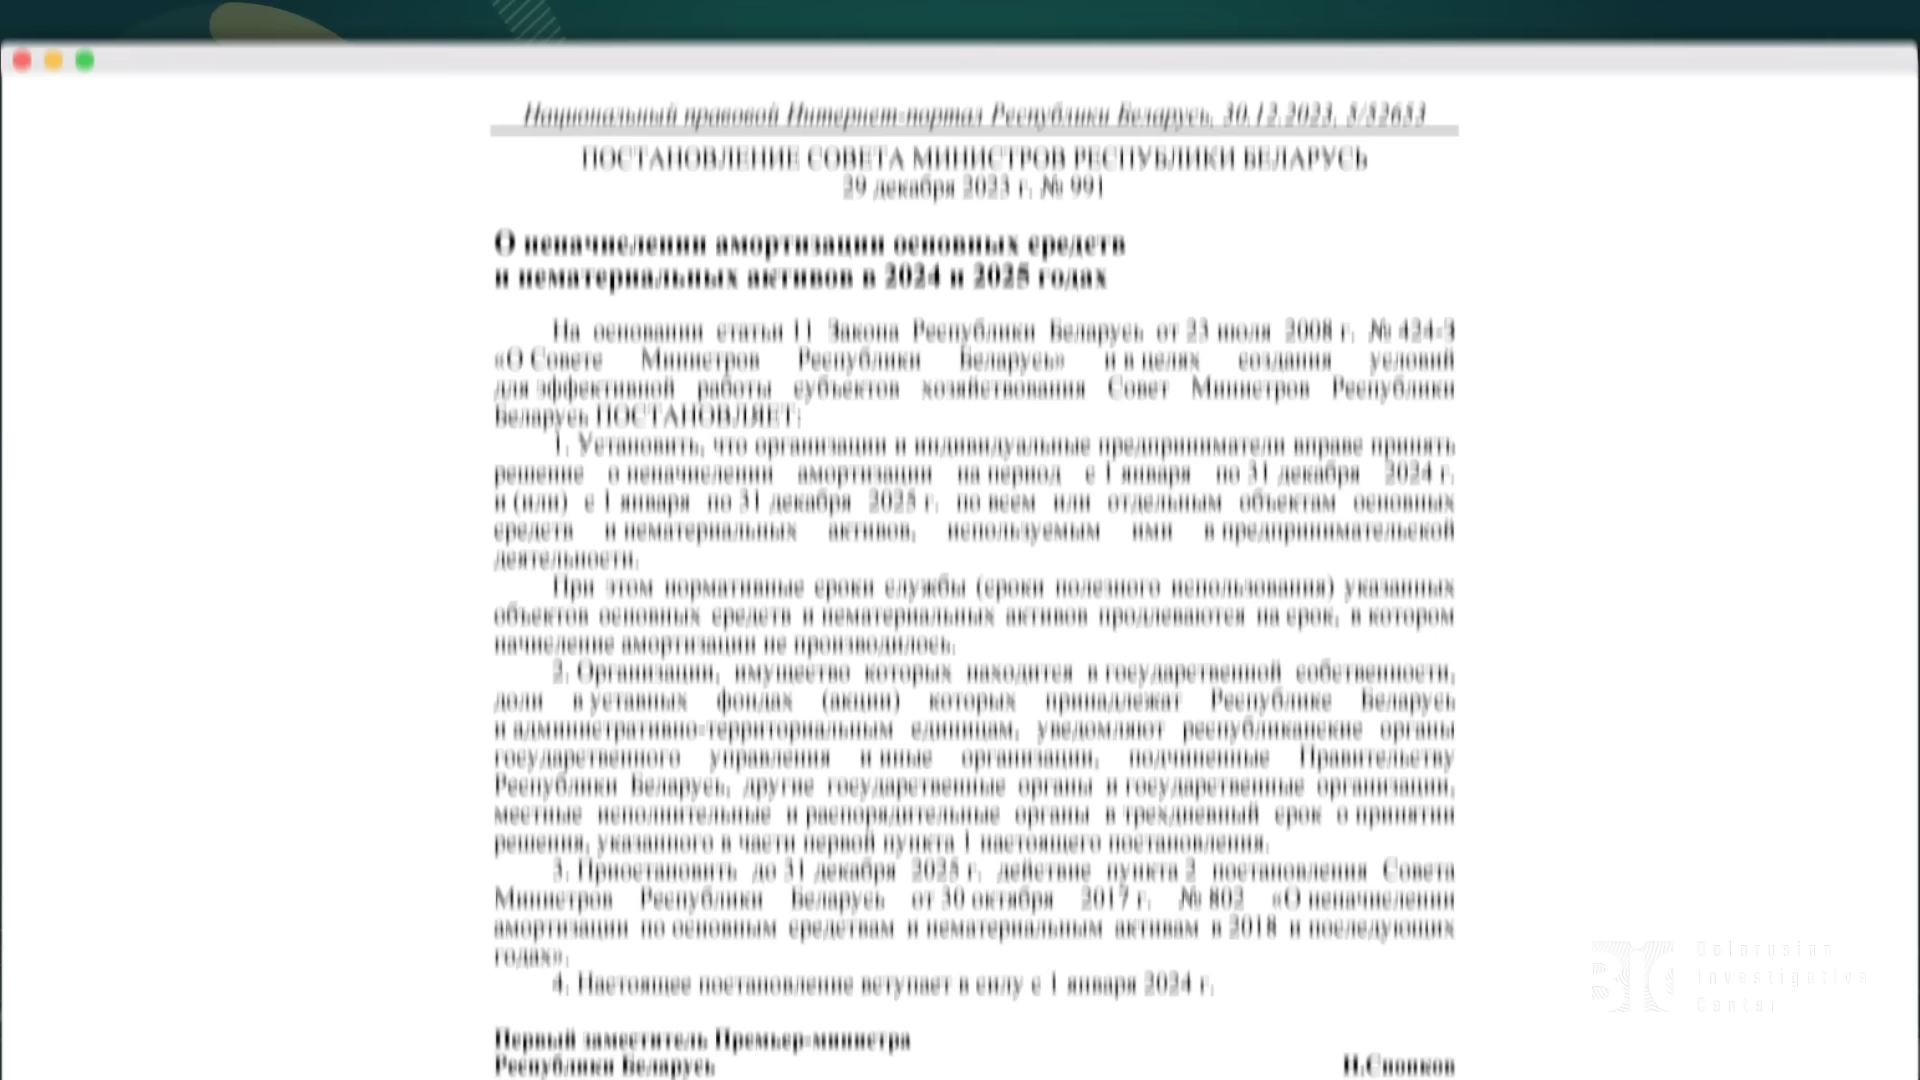 Национальный правовой Интернет-портал Республики Беларусь, 30.12.2023, 5/52653
ПОСТАНОВЛЕНИЕ СОВЕТА МИНИСТРОВ РЕСПУБЛИКИ БЕЛАРУСЬ
29 декабря 2023 г. № 991
О неначислении амортизации основных средств
и нематериальных активов в 2024 и 2025 годах
На основании статьи 11 Закона Республики Беларусь от 23 июля 2008 г. № 424-З
«О Совете Министров Республики Беларусь» и в целях создания условий
для эффективной работы субъектов хозяйствования Совет Министров Республики
Беларусь ПОСТАНОВЛЯЕТ:
1. Установить, что организации и индивидуальные предприниматели вправе принять
решение о неначислении амортизации на период с 1 января по 31 декабря 2024 г.
и (или) с 1 января по 31 декабря 2025 г. по всем или отдельным объектам основных
средств и нематериальных активов, используемым ими в предпринимательской
деятельности.
При этом нормативные сроки службы (сроки полезного использования) указанных
объектов основных средств и нематериальных активов продлеваются на срок, в котором
начисление амортизации не производилось.
2. Организации, имущество которых находится в государственной собственности,
доли в уставных фондах (акции) которых принадлежат Республике Беларусь
и административно-территориальным единицам, уведомляют республиканские органы
государственного управления и иные организации, подчиненные Правительству
Республики Беларусь, другие государственные органы и государственные организации,
местные исполнительные и распорядительные органы в трехдневный срок о принятии
решения, указанного в части первой пункта 1 настоящего постановления.
3. Приостановить до 31 декабря 2025 г. действие пункта 2 постановления Совета
Министров Республики Беларусь от 30 октября 2017 г. № 802 «О неначислении
амортизации по основным средствам и нематериальным активам в 2018 и последующих
годах».
4. Настоящее постановление вступает в силу с 1 января 2024 г.
Первый заместитель Премьер-министра
Республики Беларусь Н.Снопков
BIC Belarusian
Investigative
Center